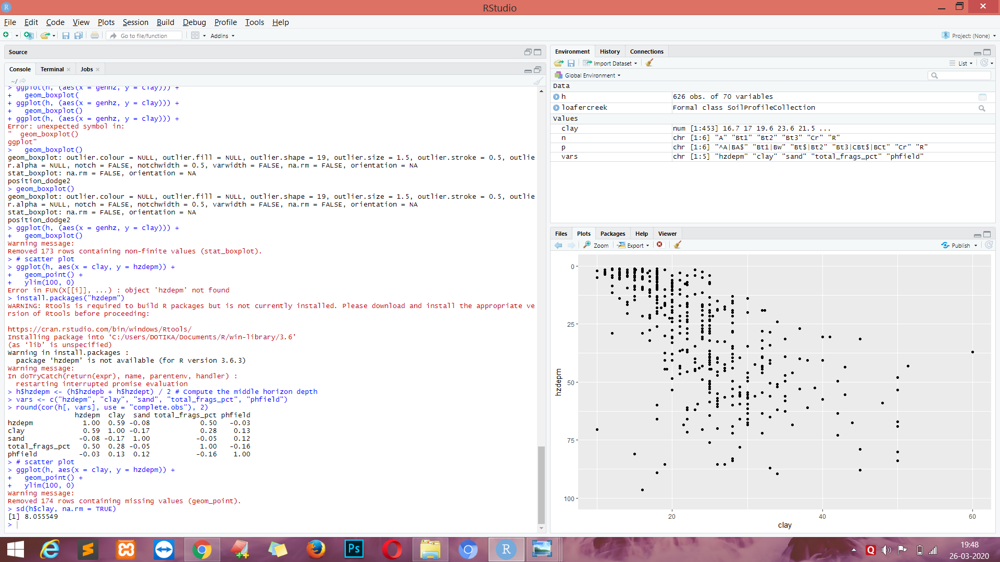 RStudio
File Edit Code View Plots Session Build Debug Profile Tools Help
Go to file/function Addins Project: (None)
Source
Console Terminal Jobs
~/
> ggplot(h, (aes(x = genhz, y = clay))) +
+   geom_boxplot(
+ ggplot(h, (aes(x = genhz, y = clay))) +
+   geom_boxplot()
+ ggplot(h, (aes(x = genhz, y = clay))) +
Error: unexpected symbol in:
"  geom_boxplot()
ggplot"
>   geom_boxplot()
geom_boxplot: outlier.colour = NULL, outlier.fill = NULL, outlier.shape = 19, outlier.size = 1.5, outlier.stroke = 0.5, outlie
r.alpha = NULL, notch = FALSE, notchwidth = 0.5, varwidth = FALSE, na.rm = FALSE, orientation = NA
stat_boxplot: na.rm = FALSE, orientation = NA
position_dodge2
> geom_boxplot()
geom_boxplot: outlier.colour = NULL, outlier.fill = NULL, outlier.shape = 19, outlier.size = 1.5, outlier.stroke = 0.5, outlie
r.alpha = NULL, notch = FALSE, notchwidth = 0.5, varwidth = FALSE, na.rm = FALSE, orientation = NA
stat_boxplot: na.rm = FALSE, orientation = NA
position_dodge2
> ggplot(h, (aes(x = genhz, y = clay))) +
+   geom_boxplot()
Warning message:
Removed 173 rows containing non-finite values (stat_boxplot).
> # scatter plot
> ggplot(h, aes(x = clay, y = hzdepm)) +
+   geom_point() +
+   ylim(100, 0)
Error in FUN(X[[i]], ...) : object 'hzdepm' not found
> install.packages("hzdepm")
WARNING: Rtools is required to build R packages but is not currently installed. Please download and install the appropriate ve
rsion of Rtools before proceeding:
https://cran.rstudio.com/bin/windows/Rtools/
Installing package into ‘C:/Users/DOTIKA/Documents/R/win-library/3.6’
(as ‘lib’ is unspecified)
Warning in install.packages :
  package ‘hzdepm’ is not available (for R version 3.6.3)
Warning message:
In doTryCatch(return(expr), name, parentenv, handler) :
  restarting interrupted promise evaluation
> h$hzdepm <- (h$hzdepb + h$hzdept) / 2 # Compute the middle horizon depth
> vars <- c("hzdepm", "clay", "sand", "total_frags_pct", "phfield")
> round(cor(h[, vars], use = "complete.obs"), 2)
                hzdepm  clay  sand total_frags_pct phfield
hzdepm            1.00  0.59 -0.08            0.50   -0.03
clay              0.59  1.00 -0.17            0.28    0.13
sand             -0.08 -0.17  1.00           -0.05    0.12
total_frags_pct   0.50  0.28 -0.05            1.00   -0.16
phfield          -0.03  0.13  0.12           -0.16    1.00
> # scatter plot
> ggplot(h, aes(x = clay, y = hzdepm)) +
+   geom_point() +
+   ylim(100, 0)
Warning message:
Removed 174 rows containing missing values (geom_point).
> sd(h$clay, na.rm = TRUE)
[1] 8.055549
>
Environment History Connections
Import Dataset List
Global Environment
Data
h 626 obs. of 70 variables
loafercreek Formal class SoilProfileCollection
Values
clay num [1:453] 16.7 17 19.6 23.6 21.5 ...
n chr [1:6] "A" "Bt1" "Bt2" "Bt3" "Cr" "R"
p chr [1:6] "^A|BA$" "Bt1|Bw" "Bt$|Bt2" "Bt3|CBt$|BCt" "Cr" "R"
vars chr [1:5] "hzdepm" "clay" "sand" "total_frags_pct" "phfield"
Files Plots Packages Help Viewer
Zoom Export Publish
0
25
50
75
100
hzdepm
20 40 60
clay
Ps
R
Q
19:48
26-03-2020